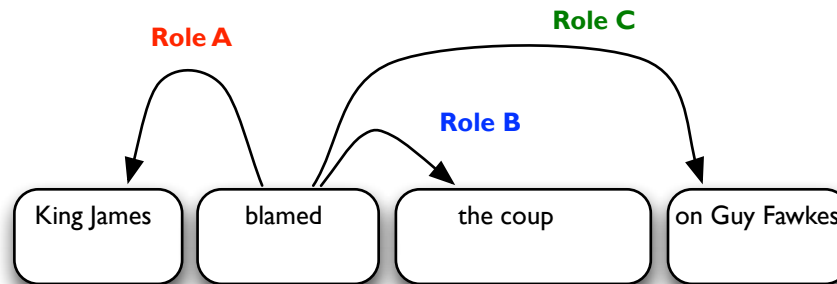 Role C
Role A
Role B
King James
blamed
the coup
on Guy Fawkes